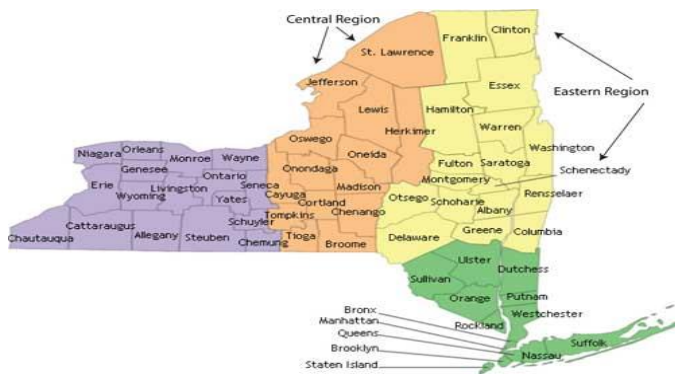 Central Region
Clinton
Franklin
St. Lawrence
Jefferson
Essex
Eastern Region
Lewis
Hamilton
Herkimer
Warren
Oswego
Washington
Niagara
Orleans
Monroe
Wayne
Oneida
Fulton
Saratoga
Genesee
Ontario
Onondaga
Montgomery
Schenectady
Erie
Wyoming
Livingston
Seneca
Cayuga
Madison
Yates
Cortland
Otsego
Schoharie
Albany
Rensselaer
Schuyler
Tompkins
Chenango
Chautauqua
Cattaraugus
Allegany
Steuben
Chemung
Tioga
Broome
Delaware
Greene
Columbia
Ulster
Dutchess
Sullivan
Orange
Putnam
Westchester
Rockland
Bronx
Manhattan
Queens
Brooklyn
Staten Island
Nassau
Suffolk